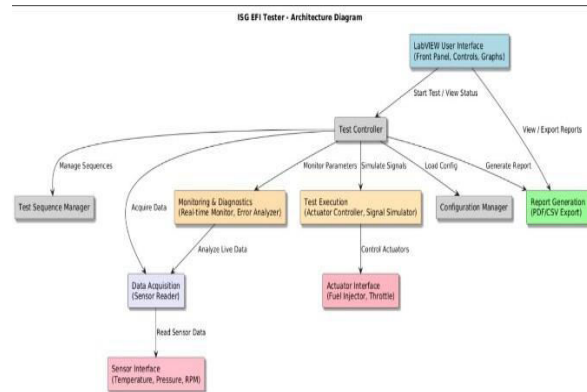 ISG EFI Tester - Architecture Diagram
LabVIEW User Interface
(Front Panel, Controls, Graphs)
Start Test / View Status
View / Export Reports
Test Controller
Manage Sequences
Monitor Parameters
Simulate Signals
Load Config
Generate Report
Acquire Data
Test Sequence Manager
Monitoring & Diagnostics
(Real-time Monitor, Error Analyzer)
Test Execution
(Actuator Controller, Signal Simulator)
Configuration Manager
Report Generation
(PDF/CSV Export)
Analyze Live Data
Control Actuators
Data Acquisition
(Sensor Reader)
Actuator Interface
(Fuel Injector, Throttle)
Read Sensor Data
Sensor Interface
(Temperature, Pressure, RPM)